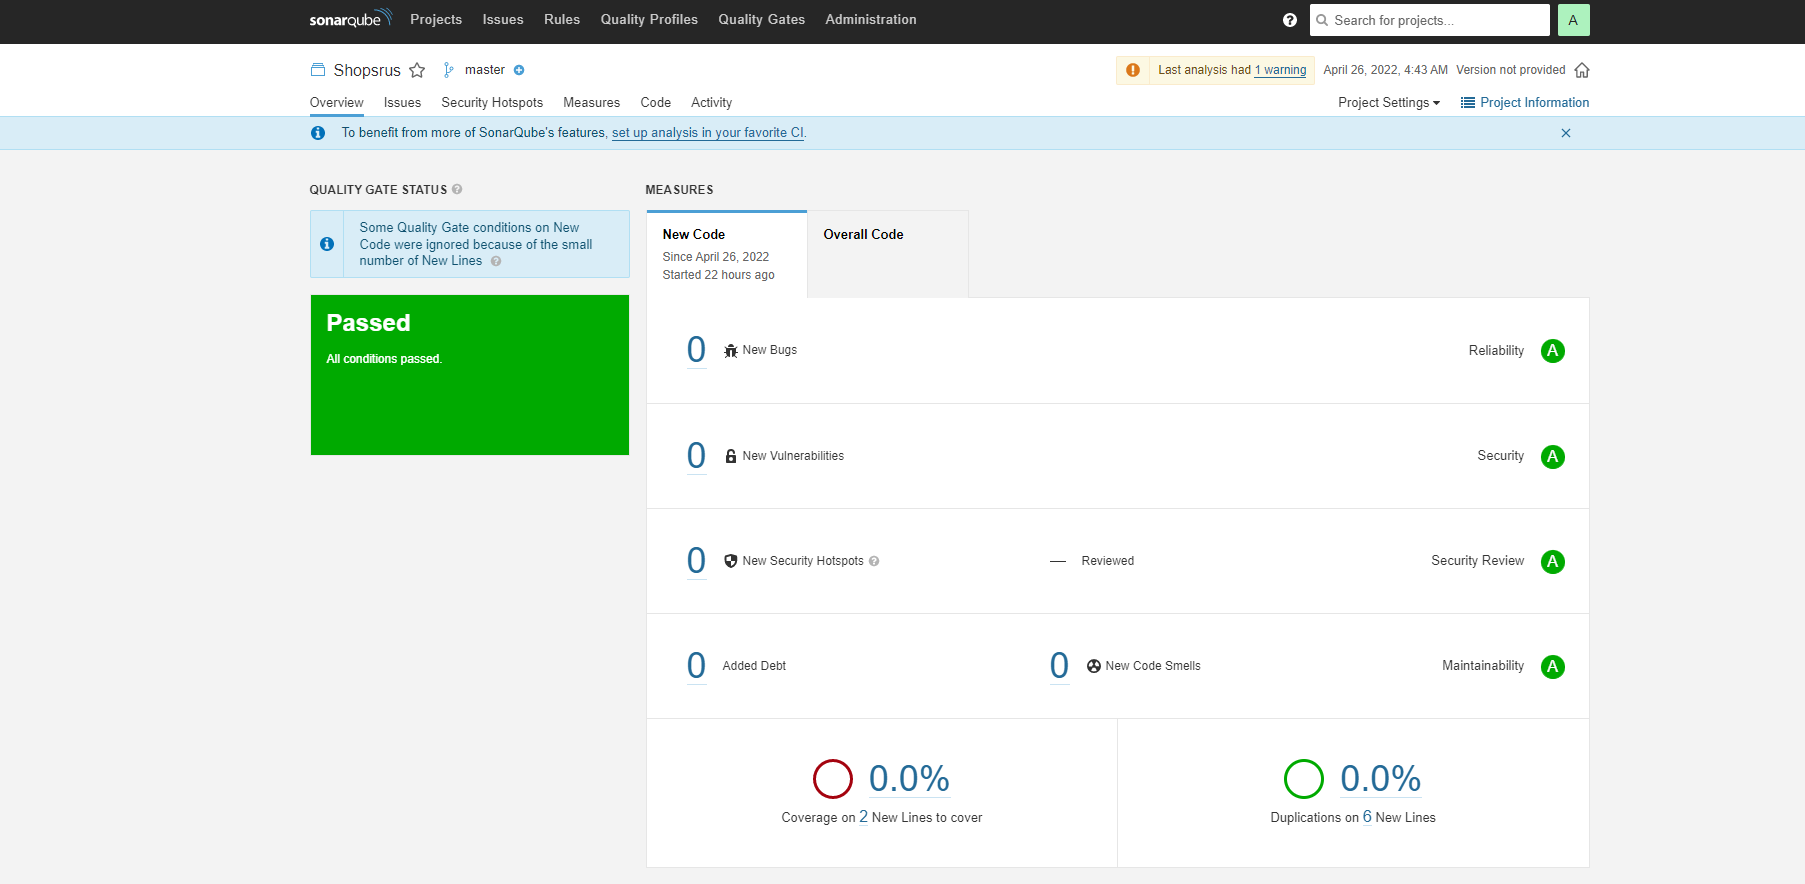 sonarqube Projects Issues Rules Quality Profiles Quality Gates Administration ? Search for projects... A
Shopsrus master Last analysis had 1 warning April 26, 2022, 4:43 AM Version not provided
Overview Issues Security Hotspots Measures Code Activity Project Settings Project Information
To benefit from more of SonarQube's features, set up analysis in your favorite CI.
QUALITY GATE STATUS ?
Some Quality Gate conditions on New
Code were ignored because of the small
number of New Lines ?
Passed
All conditions passed.
MEASURES
New Code
Since April 26, 2022
Started 22 hours ago
Overall Code
0 New Bugs Reliability A
0 New Vulnerabilities Security A
0 New Security Hotspots ? — Reviewed Security Review A
0 Added Debt 0 New Code Smells Maintainability A
0.0%
Coverage on 2 New Lines to cover
0.0%
Duplications on 6 New Lines